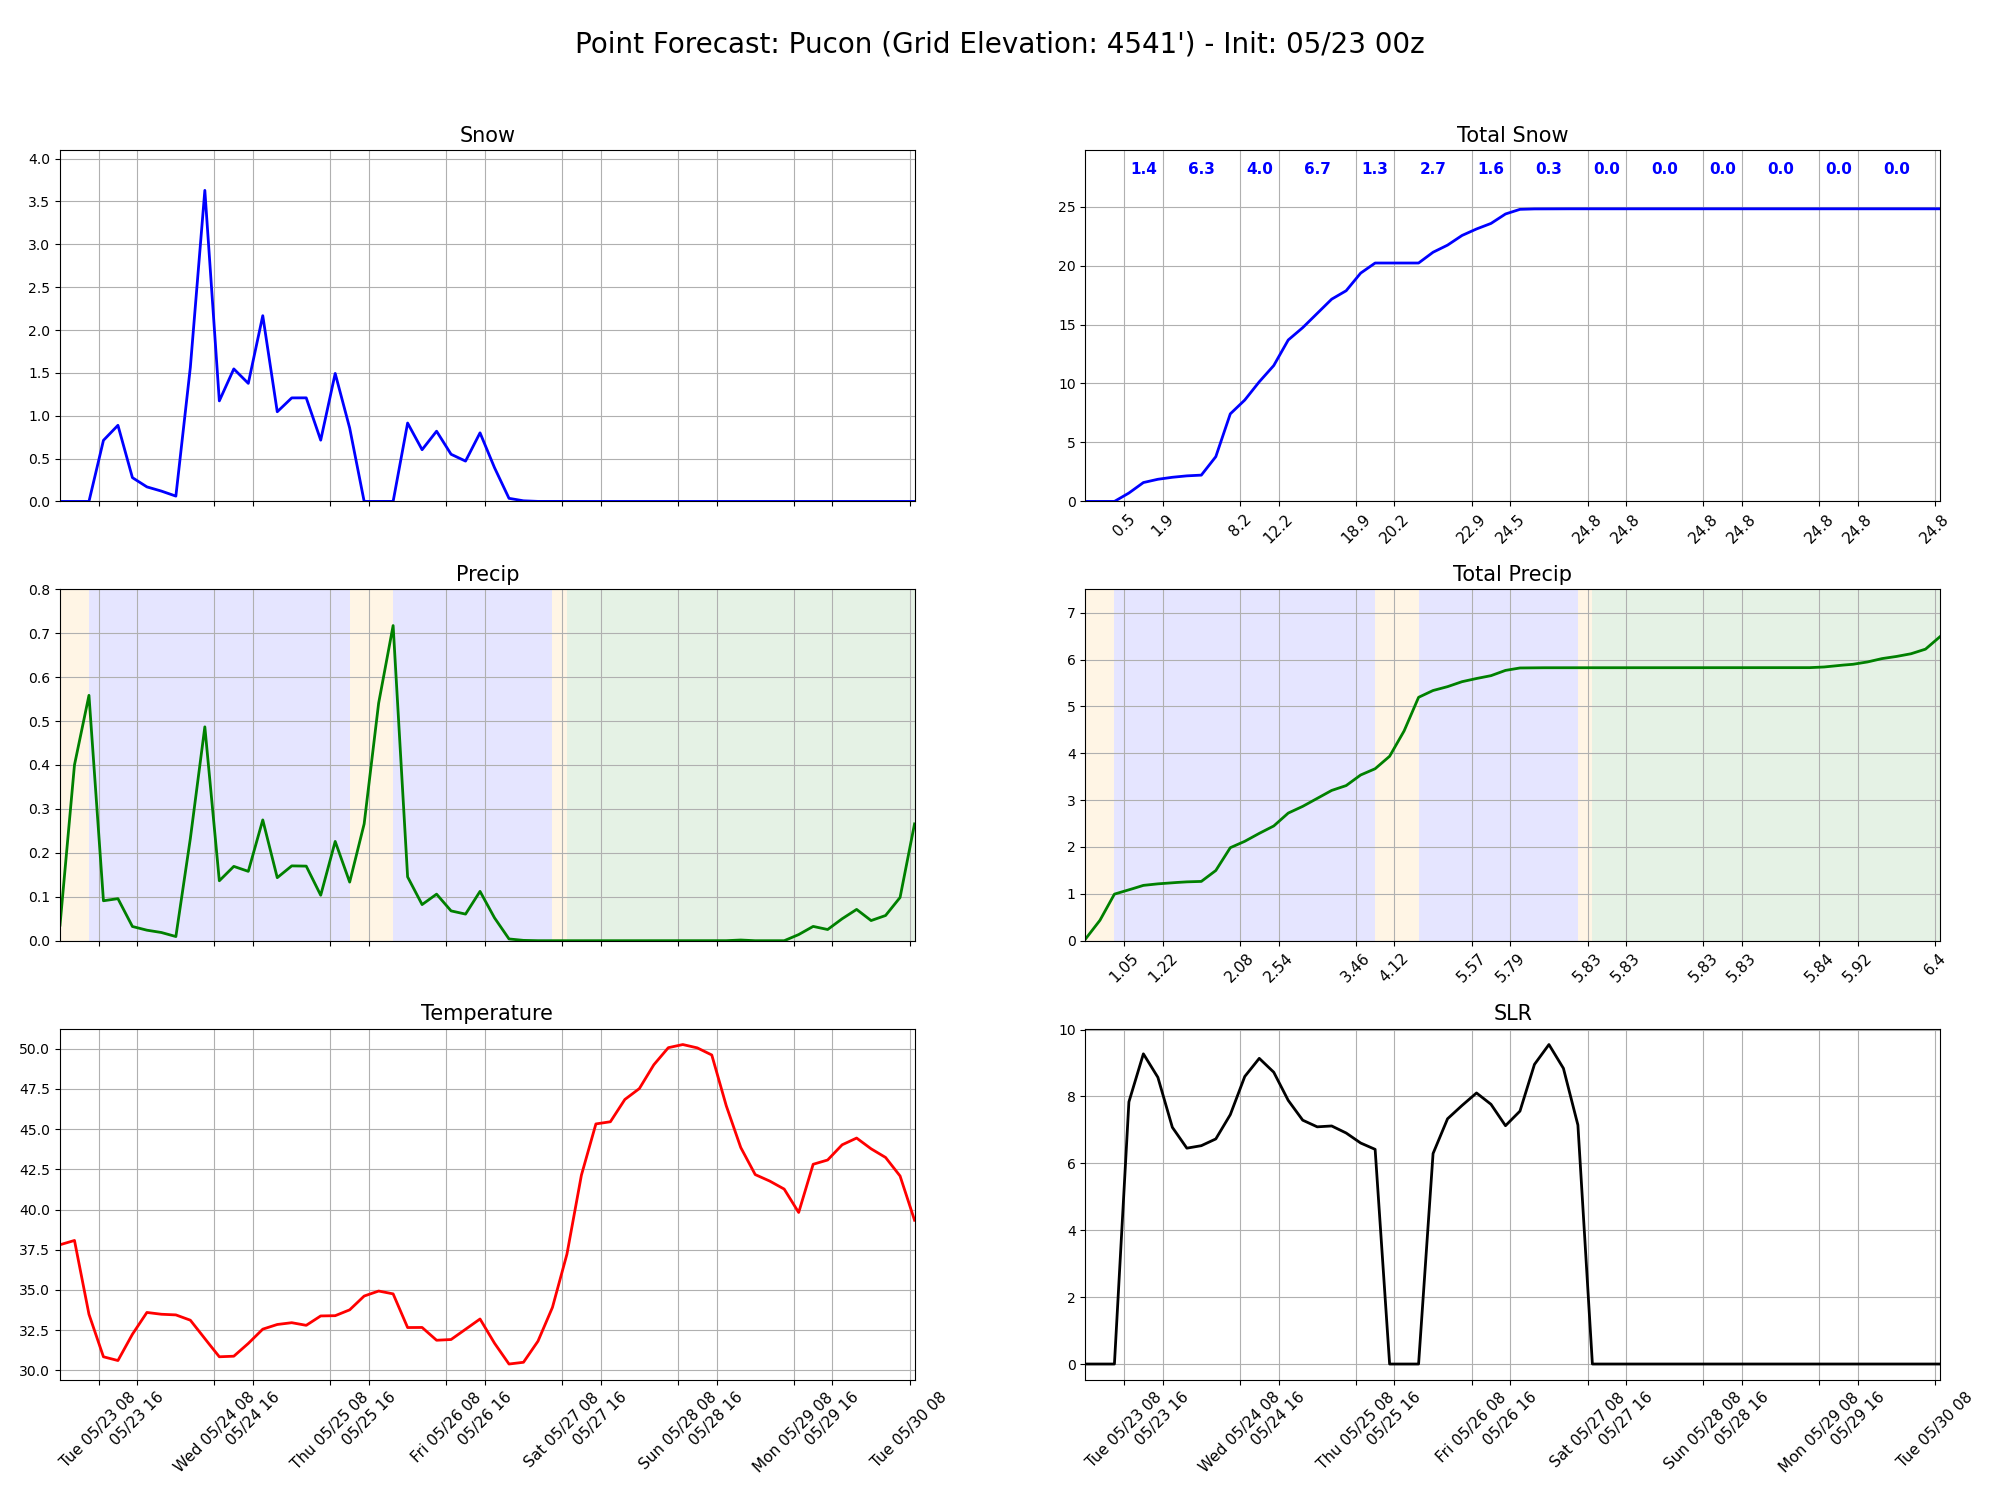 Point Forecast: Pucon (Grid Elevation: 4541') - Init: 05/23 00z
Snow
4.0
3.5
3.0
2.5
2.0
1.5
1.0
0.5
0.0
Total Snow
1.4 6.3 4.0 6.7 1.3 2.7 1.6 0.3 0.0 0.0 0.0 0.0 0.0 0.0
25
20
15
10
5
0
0.5 1.9 8.2 12.2 18.9 20.2 22.9 24.5 24.8 24.8 24.8 24.8 24.8 24.8 24.8
Precip
0.8
0.7
0.6
0.5
0.4
0.3
0.2
0.1
0.0
Total Precip
7
6
5
4
3
2
1
0
1.05 1.22 2.08 2.54 3.46 4.12 5.57 5.79 5.83 5.83 5.83 5.83 5.84 5.92 6.4
Temperature
50.0
47.5
45.0
42.5
40.0
37.5
35.0
32.5
30.0
Tue 05/23 08
05/23 16
Wed 05/24 08
05/24 16
Thu 05/25 08
05/25 16
Fri 05/26 08
05/26 16
Sat 05/27 08
05/27 16
Sun 05/28 08
05/28 16
Mon 05/29 08
05/29 16
Tue 05/30 08
SLR
10
8
6
4
2
0
Tue 05/23 08
05/23 16
Wed 05/24 08
05/24 16
Thu 05/25 08
05/25 16
Fri 05/26 08
05/26 16
Sat 05/27 08
05/27 16
Sun 05/28 08
05/28 16
Mon 05/29 08
05/29 16
Tue 05/30 08